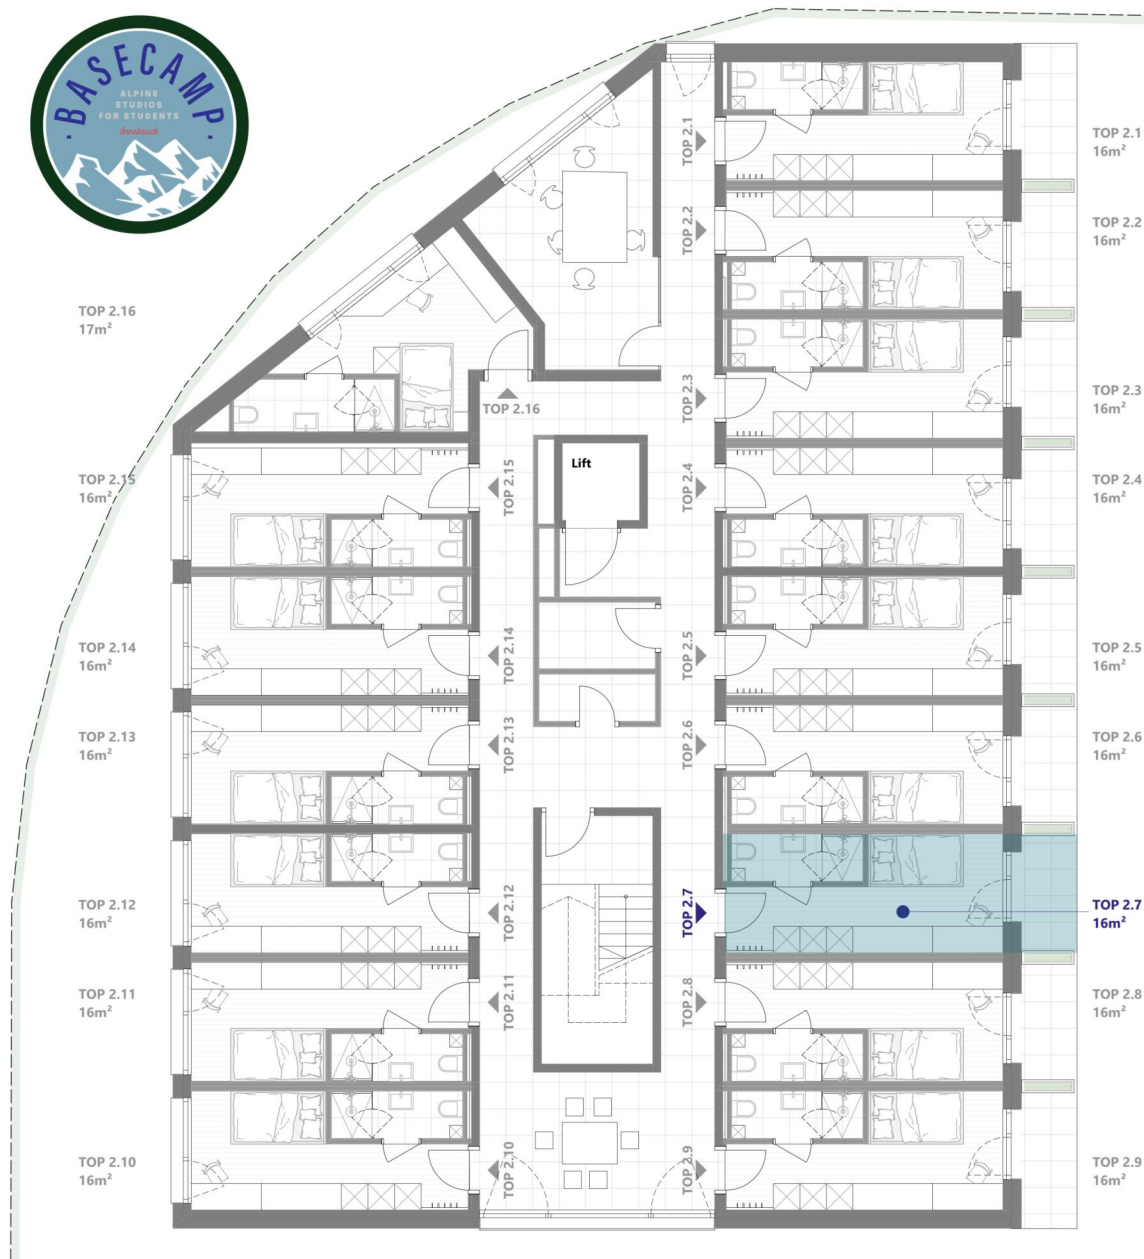 BASECAMP
ALPINE
STUDIOS
FOR STUDENTS
Innsbruck
TOP 2.1
TOP 2.1
16m²
TOP 2.2
TOP 2.2
16m²
TOP 2.16
17m²
TOP 2.16
TOP 2.3
TOP 2.3
16m²
TOP 2.15
16m²
TOP 2.15
Lift
TOP 2.4
TOP 2.4
16m²
TOP 2.14
16m²
TOP 2.14
TOP 2.5
TOP 2.5
16m²
TOP 2.13
16m²
TOP 2.13
TOP 2.6
TOP 2.6
16m²
TOP 2.12
16m²
TOP 2.12
TOP 2.7
TOP 2.7
16m²
TOP 2.11
16m²
TOP 2.11
TOP 2.8
TOP 2.8
16m²
TOP 2.10
16m²
TOP 2.10
TOP 2.9
TOP 2.9
16m²